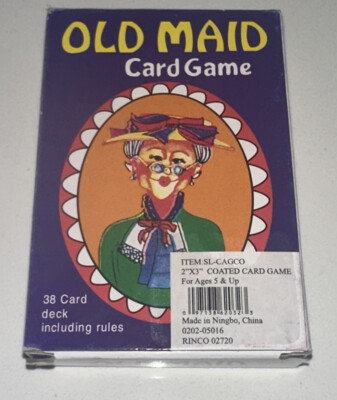 OLD MAID
Card Game
38 Card
deck
including rules
ITEM:SL-CAGCO
2"X3" COATED CARD GAME
For Ages 5 & Up
Made in Ningbo, China
0202-05016
RINCO 02720